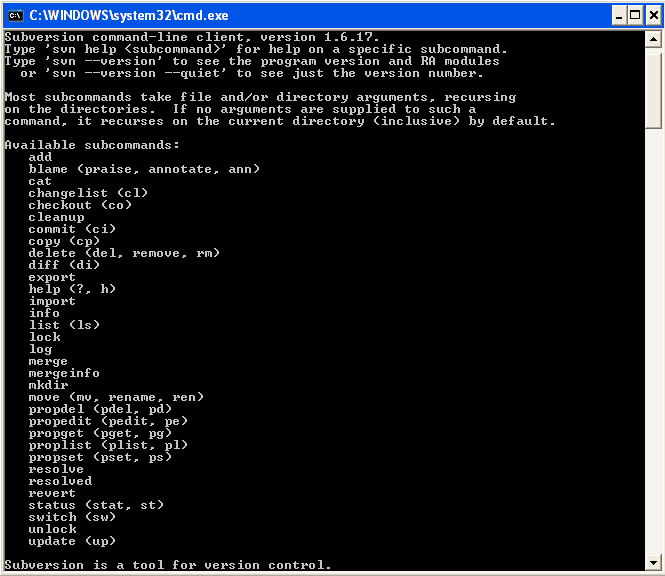 C:\WINDOWS\system32\cmd.exe
Subversion command-line client, version 1.6.17.
Type 'svn help <subcommand>' for help on a specific subcommand.
Type 'svn --version' to see the program version and RA modules
  or 'svn --version --quiet' to see just the version number.

Most subcommands take file and/or directory arguments, recursing
on the directories.  If no arguments are supplied to such a
command, it recurses on the current directory (inclusive) by default.

Available subcommands:
   add
   blame (praise, annotate, ann)
   cat
   changelist (cl)
   checkout (co)
   cleanup
   commit (ci)
   copy (cp)
   delete (del, remove, rm)
   diff (di)
   export
   help (?, h)
   import
   info
   list (ls)
   lock
   log
   merge
   mergeinfo
   mkdir
   move (mv, rename, ren)
   propdel (pdel, pd)
   propedit (pedit, pe)
   propget (pget, pg)
   proplist (plist, pl)
   propset (pset, ps)
   resolve
   resolved
   revert
   status (stat, st)
   switch (sw)
   unlock
   update (up)

Subversion is a tool for version control.